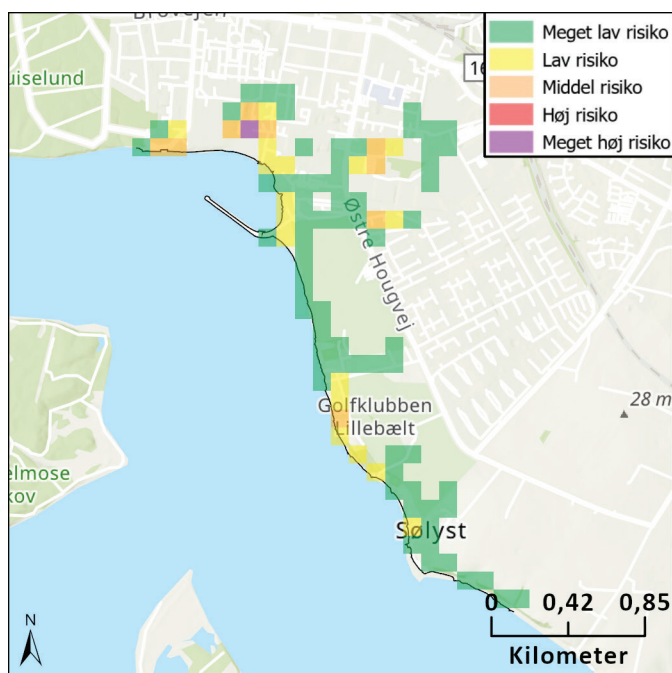 Brovejen
uiselund
16
Meget lav risiko
Lav risiko
Middel risiko
Høj risiko
Meget høj risiko
Østre Hougvej
28 m
Golfklubben
Lillebælt
elmose
kov
Sølyst
0 0,42 0,85
Kilometer
N